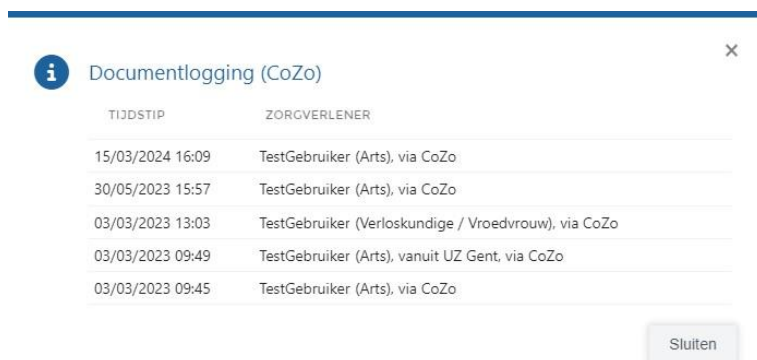 Documentlogging (CoZo)
TIJDSTIP ZORGVERLENER
15/03/2024 16:09 TestGebruiker (Arts), via CoZo
30/05/2023 15:57 TestGebruiker (Arts), via CoZo
03/03/2023 13:03 TestGebruiker (Verloskundige / Vroedvrouw), via CoZo
03/03/2023 09:49 TestGebruiker (Arts), vanuit UZ Gent, via CoZo
03/03/2023 09:45 TestGebruiker (Arts), via CoZo
Sluiten